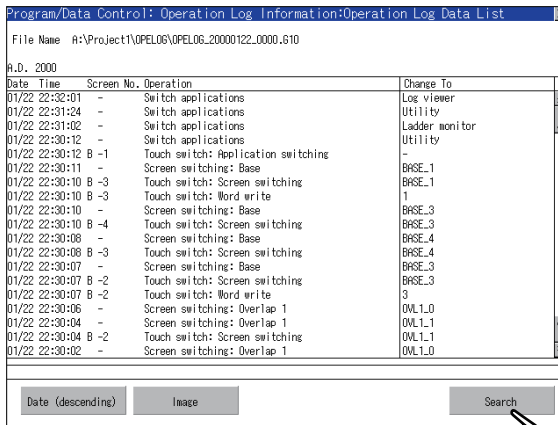 Program/Data Control: Operation Log Information:Operation Log Data List
File Name A:\Project1\OPELOG\OPELOG_20000122_0000.G1O
A.D. 2000
Date Time Screen No. Operation Change To
01/22 22:32:01 - Switch applications Log viewer
01/22 22:31:24 - Switch applications Utility
01/22 22:31:02 - Switch applications Ladder monitor
01/22 22:30:12 - Switch applications Utility
01/22 22:30:12 B -1 Touch switch: Application switching -
01/22 22:30:11 - Screen switching: Base BASE_1
01/22 22:30:10 B -3 Touch switch: Screen switching BASE_1
01/22 22:30:10 B -3 Touch switch: Word write 1
01/22 22:30:10 - Screen switching: Base BASE_3
01/22 22:30:10 B -4 Touch switch: Screen switching BASE_3
01/22 22:30:08 - Screen switching: Base BASE_4
01/22 22:30:08 B -3 Touch switch: Screen switching BASE_4
01/22 22:30:07 - Screen switching: Base BASE_3
01/22 22:30:07 B -2 Touch switch: Screen switching BASE_3
01/22 22:30:07 B -2 Touch switch: Word write 3
01/22 22:30:06 - Screen switching: Overlap 1 OVL1_0
01/22 22:30:04 - Screen switching: Overlap 1 OVL1_1
01/22 22:30:04 B -2 Touch switch: Screen switching OVL1_1
01/22 22:30:02 - Screen switching: Overlap 1 OVL1_0
Date (descending) Image Search